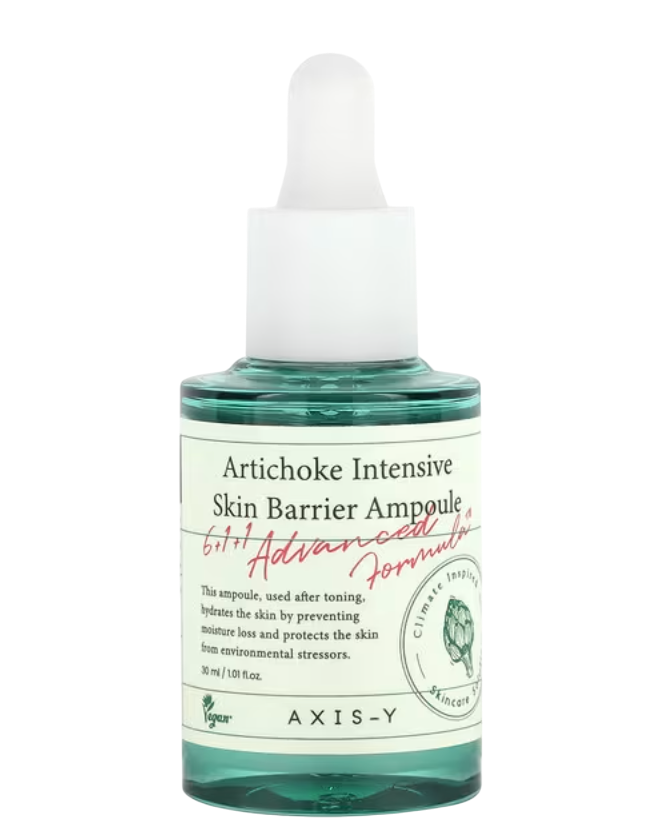 Artichoke Intensive
Skin Barrier Ampoule
6+1+1 Advanced
Formula
This ampoule, used after toning,
hydrates the skin by preventing
moisture loss and protects the skin
from environmental stressors.
30 ml / 1.01 fl.oz.
Climate Inspired
Skincare
Vegan
AXIS-Y